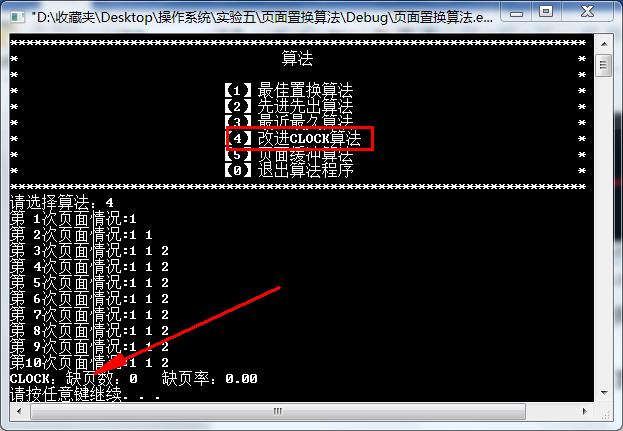 "D:\收藏夹\Desktop\操作系统\实验五\页面置换算法\Debug\页面置换算法.e...
************************************************************************
* 算法 *
* *
* 【1】最佳置换算法 *
* 【2】先进先出算法 *
* 【3】最近最久算法 *
* 【4】改进CLOCK算法 *
* 【5】页面缓冲算法 *
* 【0】退出算法程序 *
************************************************************************
请选择算法：4
第 1次页面情况:1
第 2次页面情况:1 1
第 3次页面情况:1 1 2
第 4次页面情况:1 1 2
第 5次页面情况:1 1 2
第 6次页面情况:1 1 2
第 7次页面情况:1 1 2
第 8次页面情况:1 1 2
第 9次页面情况:1 1 2
第10次页面情况:1 1 2
CLOCK：缺页数：0 缺页率：0.00
请按任意键继续. . .